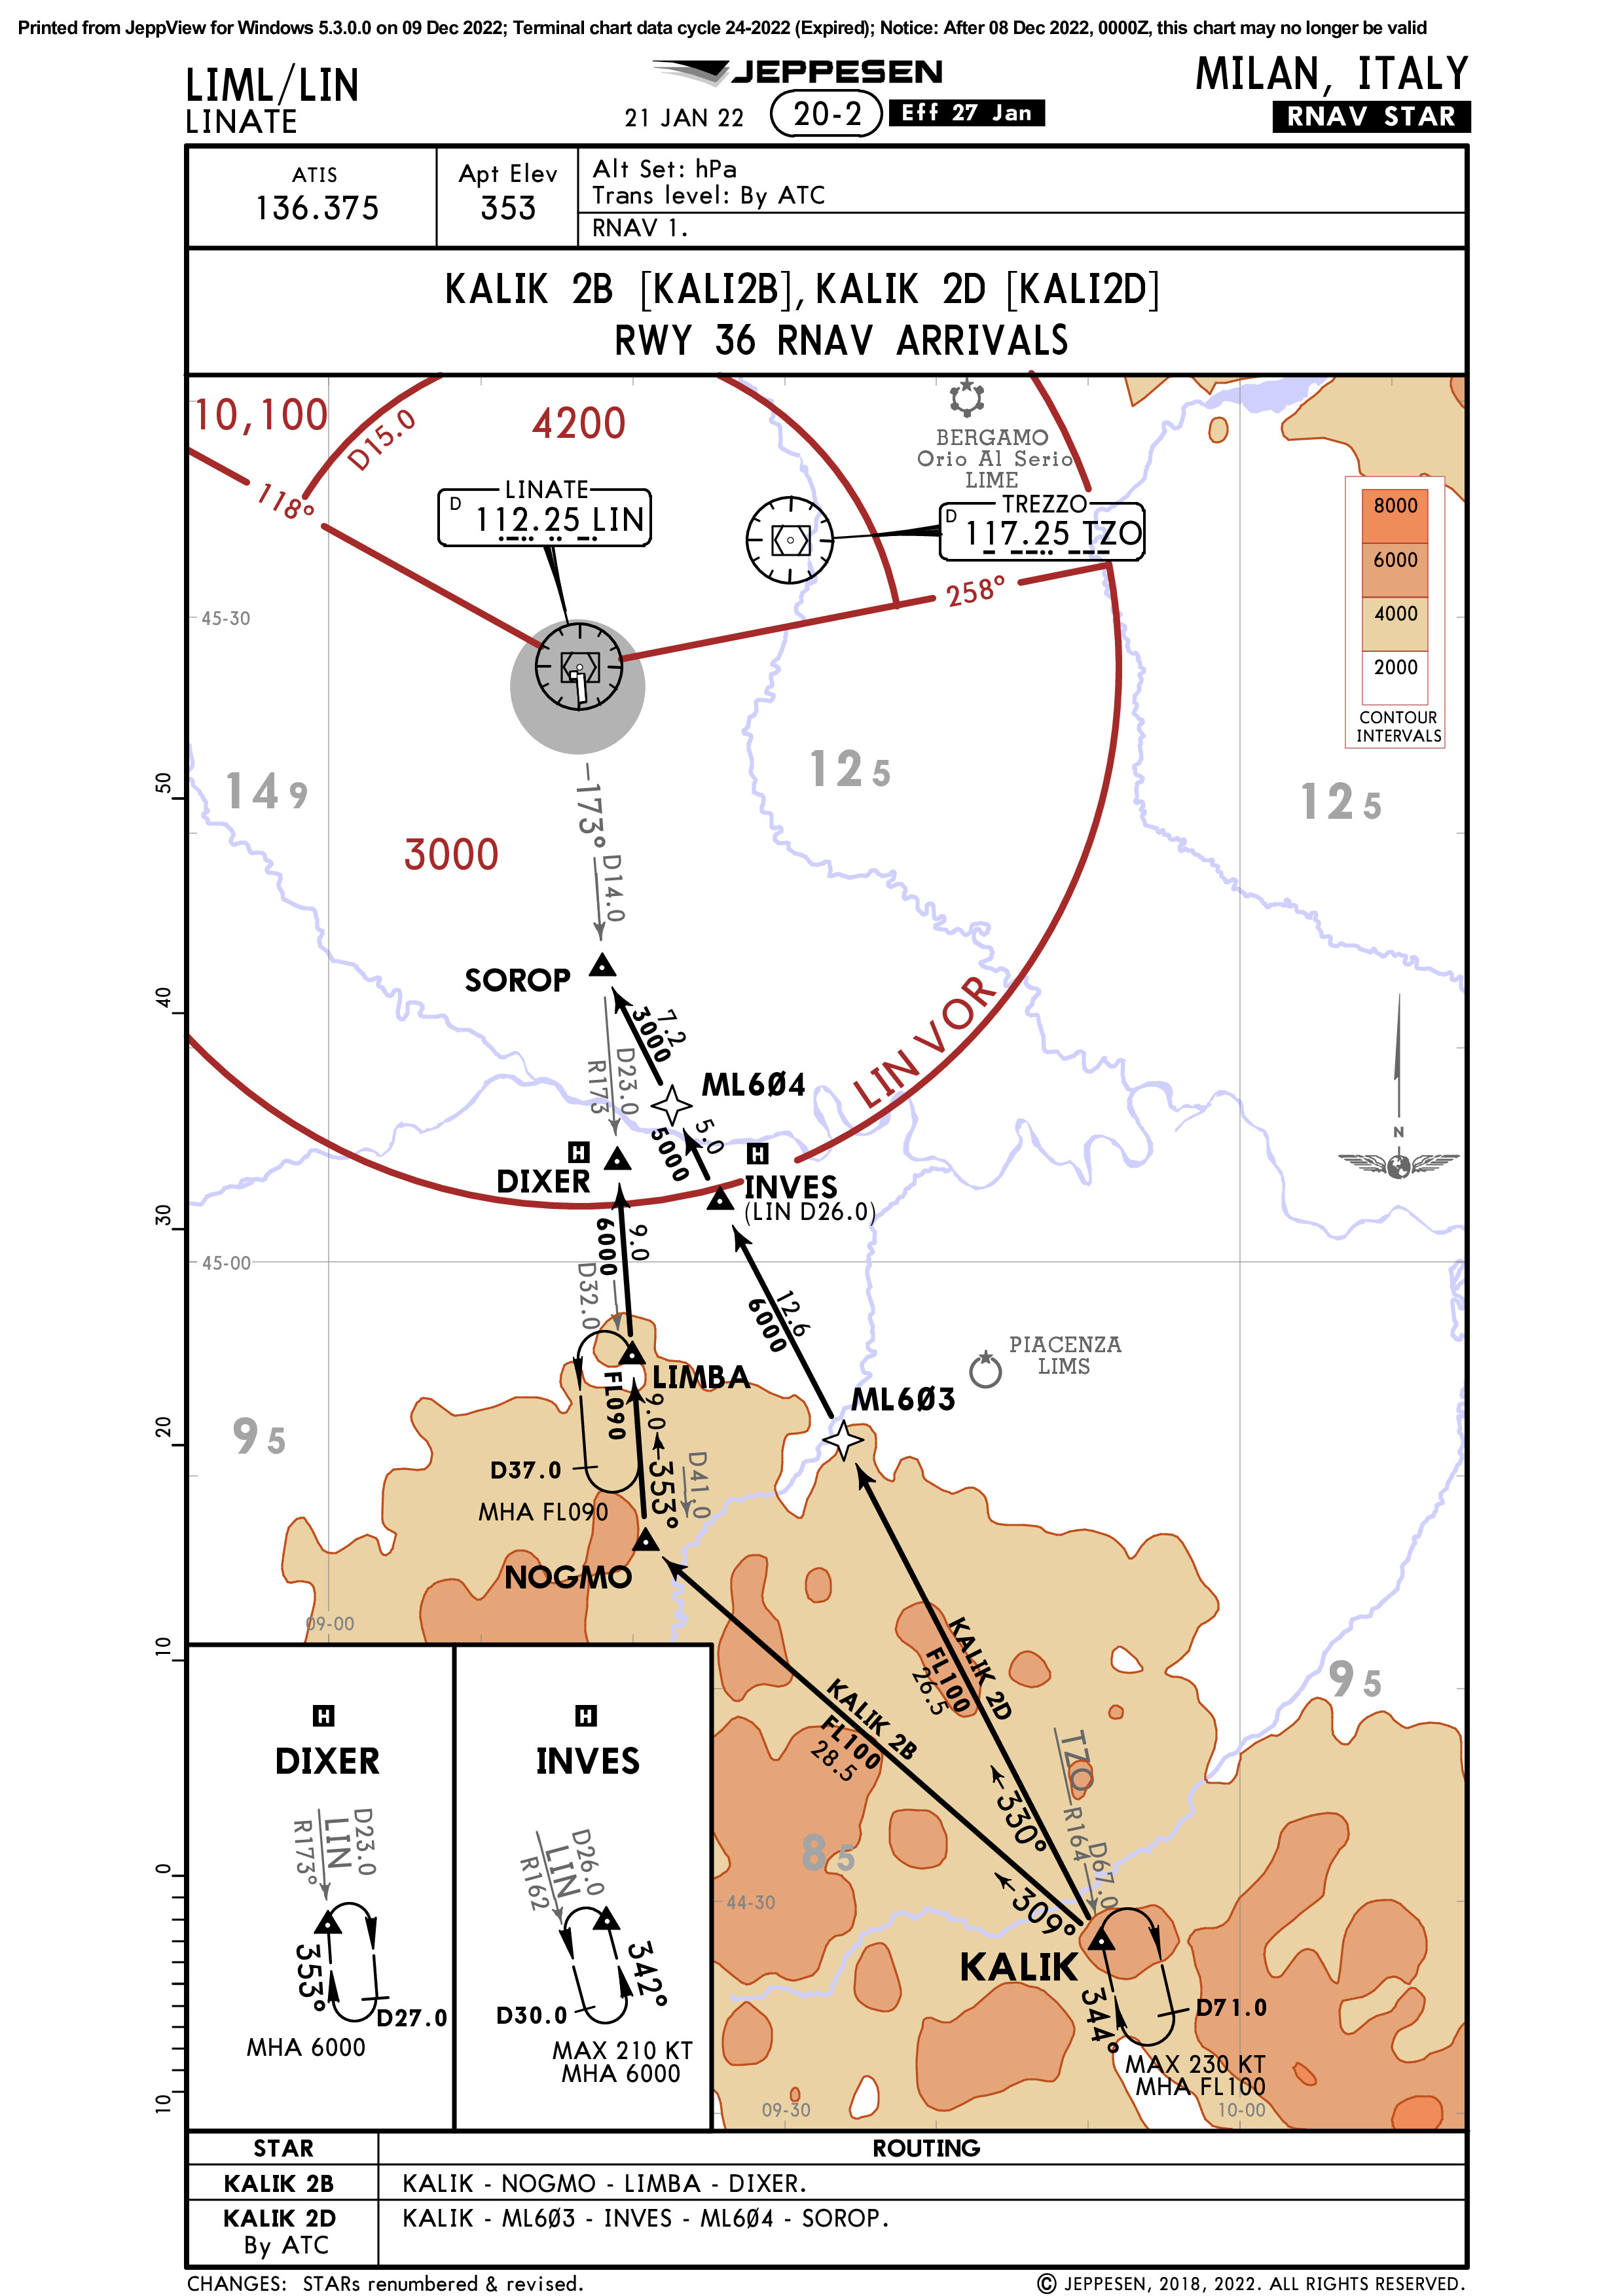 Printed from JeppView for Windows 5.3.0.0 on 09 Dec 2022; Terminal chart data cycle 24-2022 (Expired); Notice: After 08 Dec 2022, 0000Z, this chart may no longer be valid
LIML/LIN
LINATE
JEPPESEN
21 JAN 22
20-2
Eff 27 Jan
MILAN, ITALY
RNAV STAR
ATIS
136.375
Apt Elev
353
Alt Set: hPa
Trans level: By ATC
RNAV 1.
KALIK 2B [KALI2B], KALIK 2D [KALI2D]
RWY 36 RNAV ARRIVALS
10,100
D15.0
4200
118°
BERGAMO
Orio Al Serio
LIME
LINATE
D 112.25 LIN
TREZZO
D 117.25 TZO
258°
8000
6000
4000
2000
CONTOUR
INTERVALS
45-30
149
125
125
50
3000
173°
D14.0
SOROP
40
7.2
3000
LIN VOR
D23.0
R173
ML6Ø4
5.0
5000
N
H
DIXER
H
INVES
(LIN D26.0)
30
9.0
6000
45-00
D32.0
12.6
6000
PIACENZA
LIMS
LIMBA
FL090
9.0
ML6Ø3
20
95
D37.0
353°
D41.0
MHA FL090
NOGMO
09-00
10
KALIK 2D
FL100
26.5
KALIK 2B
FL100
28.5
95
TZO
R164
D67.0
330°
309°
85
44-30
0
KALIK
344°
D71.0
MAX 230 KT
MHA FL100
09-30
10-00
10
H
DIXER
D23.0
LIN
R173°
353°
D27.0
MHA 6000
H
INVES
D26.0
LIN
R162
342°
D30.0
MAX 210 KT
MHA 6000
STAR
ROUTING
KALIK 2B
KALIK - NOGMO - LIMBA - DIXER.
KALIK 2D
By ATC
KALIK - ML6Ø3 - INVES - ML6Ø4 - SOROP.
CHANGES: STARs renumbered & revised.
© JEPPESEN, 2018, 2022. ALL RIGHTS RESERVED.